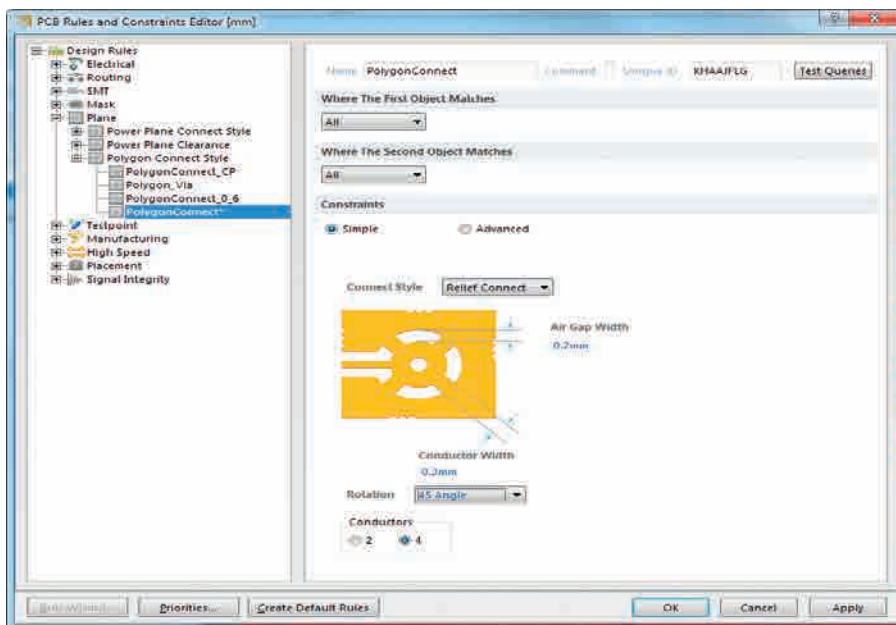 PCB Rules and Constraints Editor [mm]
Design Rules
Electrical
Routing
SMT
Mask
Plane
Power Plane Connect Style
Power Plane Clearance
Polygon Connect Style
PolygonConnect_CP
Polygon_Via
PolygonConnect_0_6
PolygonConnect*
Testpoint
Manufacturing
High Speed
Placement
Signal Integrity
Name PolygonConnect Comment Unique ID Test Queries
Where The First Object Matches
All
Where The Second Object Matches
All
Constraints
Simple Advanced
Connect Style Relief Connect
Air Gap Width
0.2mm
Conductor Width
0.3mm
Rotation 45 Angle
Conductors
2 4
Priorities... Create Default Rules OK Cancel Apply